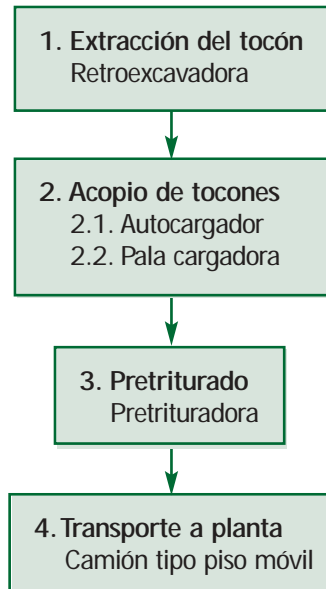 1. Extracción del tocón
Retroexcavadora
2. Acopio de tocones
2.1. Autocargador
2.2. Pala cargadora
3. Pretriturado
Pretrituradora
4. Transporte a planta
Camión tipo piso móvil